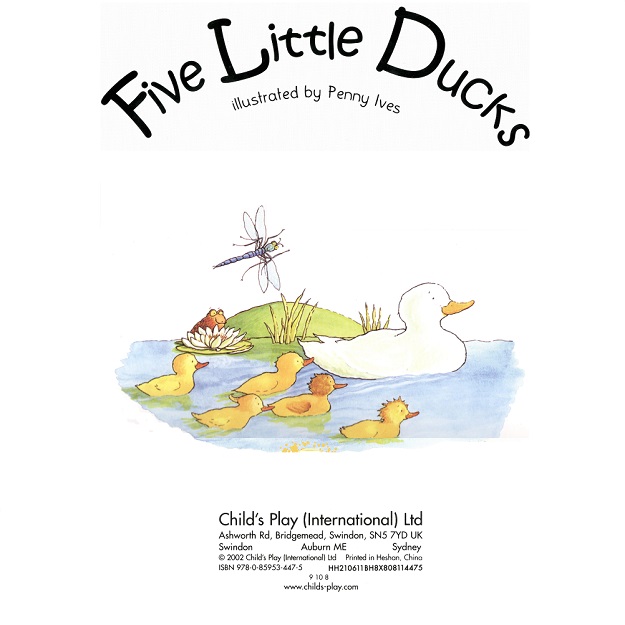 Five Little Ducks
illustrated by Penny Ives
Child's Play (International) Ltd
Ashworth Rd, Bridgemead, Swindon, SN5 7YD UK
Swindon Auburn ME Sydney
© 2002 Child's Play (International) Ltd Printed in Heshan, China
ISBN 978-0-85953-447-5 HH210611BHBX808114475
9 10 8
www.childs-play.com